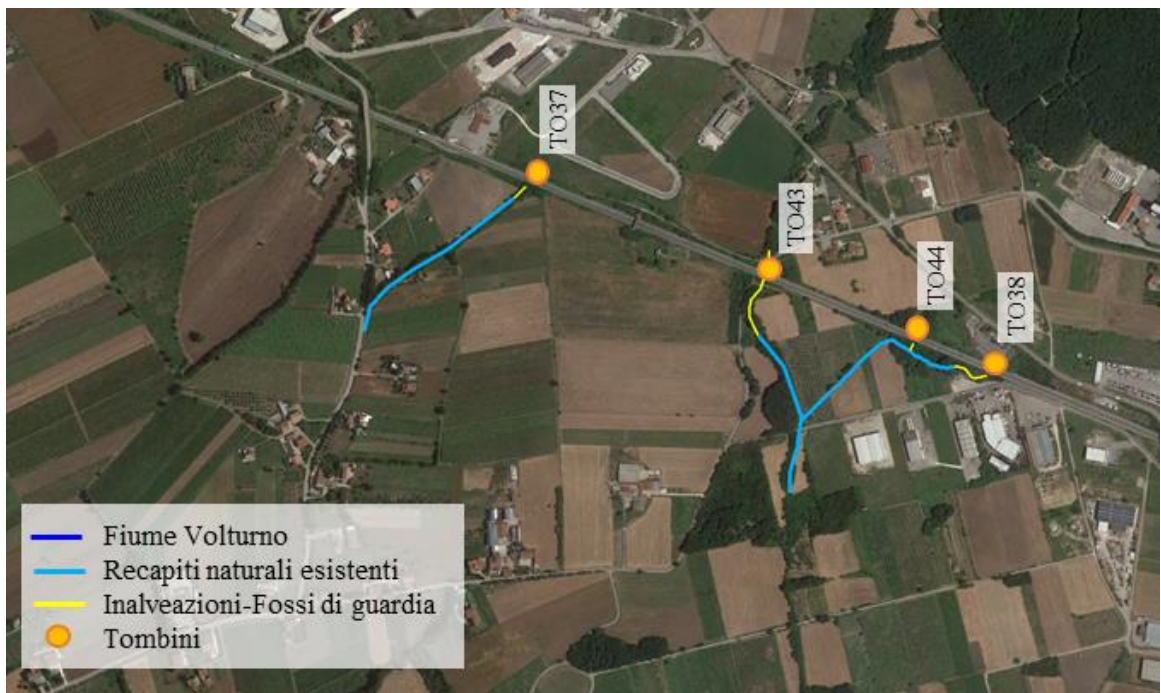 TO37
TO43
TO44
TO38
Fiume Volturno
Recapiti naturali esistenti
Inalveazioni-Fossi di guardia
Tombini